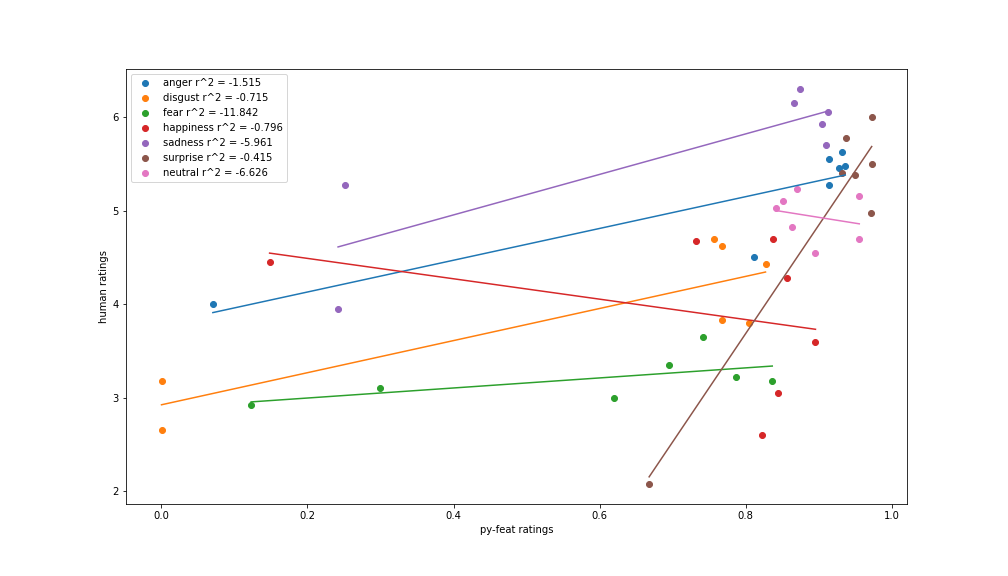 anger r^2 = -1.515
disgust r^2 = -0.715
fear r^2 = -11.842
happiness r^2 = -0.796
sadness r^2 = -5.961
surprise r^2 = -0.415
neutral r^2 = -6.626
human ratings
6
5
4
3
2
0.0 0.2 0.4 0.6 0.8 1.0
py-feat ratings